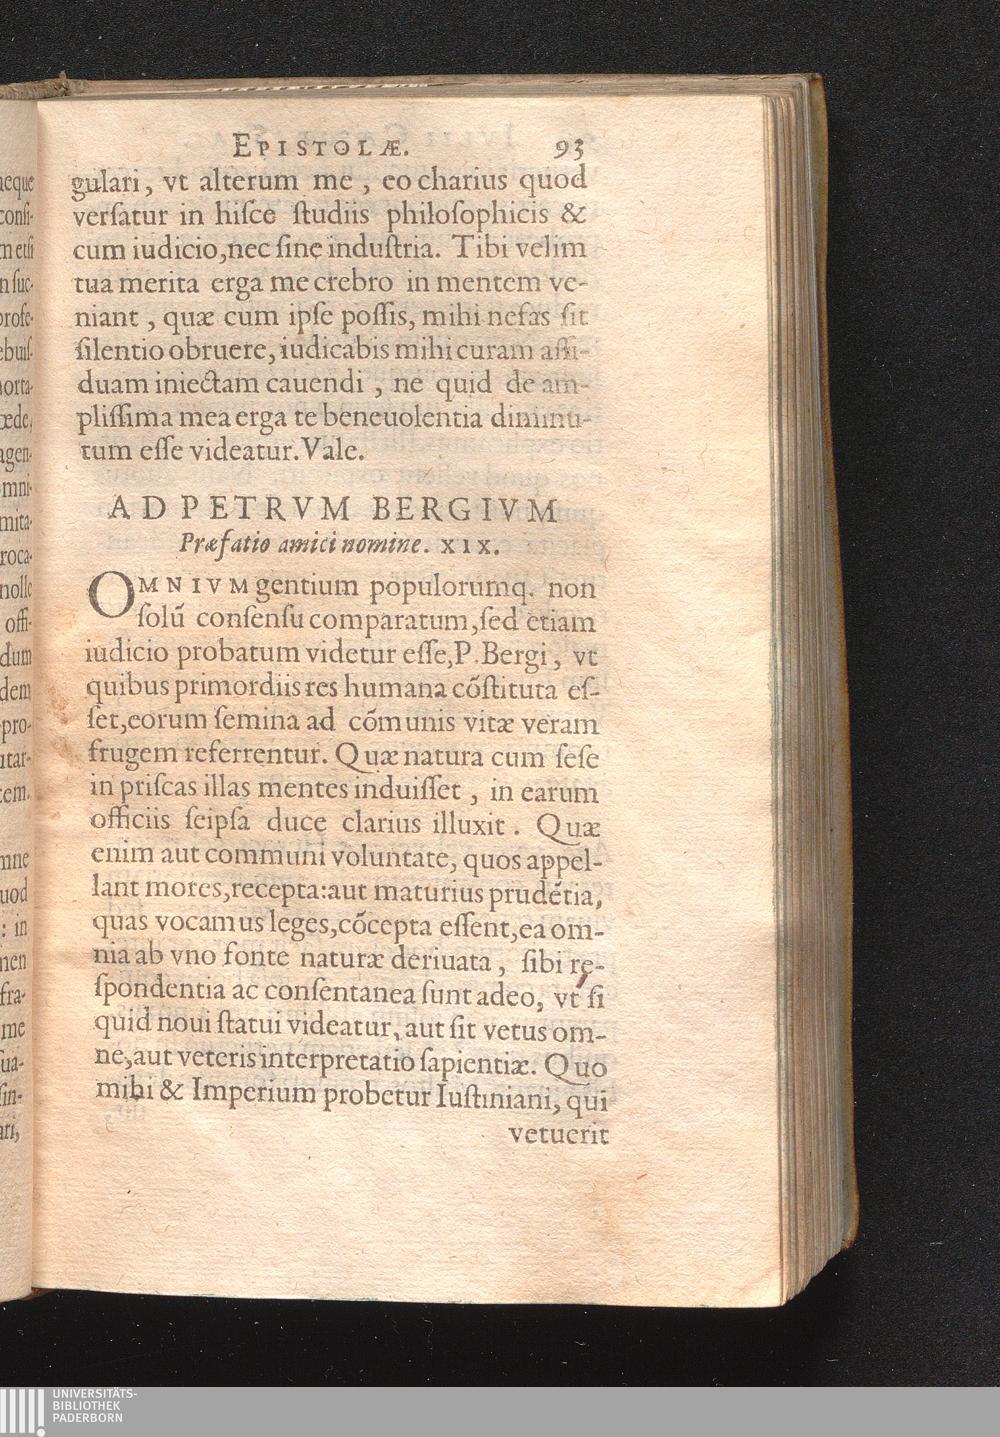 EPISTOLÆ. 93
gulari, vt alterum me, eo charius quod
verſatur in hiſce ſtudiis philoſophicis &
cum iudicio, nec ſine induſtria. Tibi velim
tua merita erga me crebro in mentem ve-
niant, quæ cum ipſe poſſis, mihi nefas ſit
ſilentio obruere, iudicabis mihi curam aſſi-
duam iniectam cauendi, ne quid de am-
pliſſima mea erga te beneuolentia diminu-
tum eſſe videatur. Vale.
AD PETRVM BERGIVM
Præfatio amici nomine. XIX.
OMNIVM gentium populorumq. non
ſolũ conſenſu comparatum, ſed etiam
iudicio probatum videtur eſſe, P. Bergi, vt
quibus primordiis res humana cõſtituta eſ-
ſet, eorum ſemina ad cõmunis vitæ veram
frugem referrentur. Quæ natura cum ſeſe
in priſcas illas mentes induiſſet, in earum
officiis ſeipſa duce clarius illuxit. Quæ
enim aut communi voluntate, quos appel-
lant mores, recepta: aut maturius prudẽtia,
quas vocamus leges, cõcepta eſſent, ea om-
nia ab vno fonte naturæ deriuata, ſibi re-
ſpondentia ac conſentanea ſunt adeo, vt ſi
quid noui ſtatui videatur, aut ſit vetus om-
ne, aut veteris interpretatio ſapientiæ. Quo
mihi & Imperium probetur Iuſtiniani, qui
vetuerit
UNIVERSITÄTS-
BIBLIOTHEK
PADERBORN